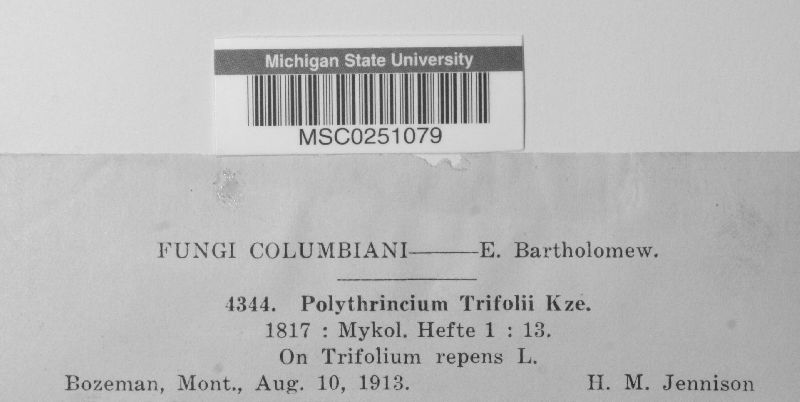 Michigan State University
MSC0251079
FUNGI COLUMBIANI———E. Bartholomew.
4344. Polythrincium Trifolii Kze.
1817 : Mykol. Hefte 1 : 13.
On Trifolium repens L.
Bozeman, Mont., Aug. 10, 1913. H. M. Jennison